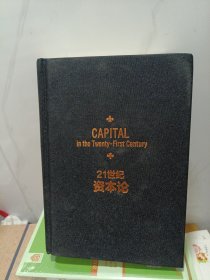 CAPITAL
in the Twenty-First Century
21世纪
资本论